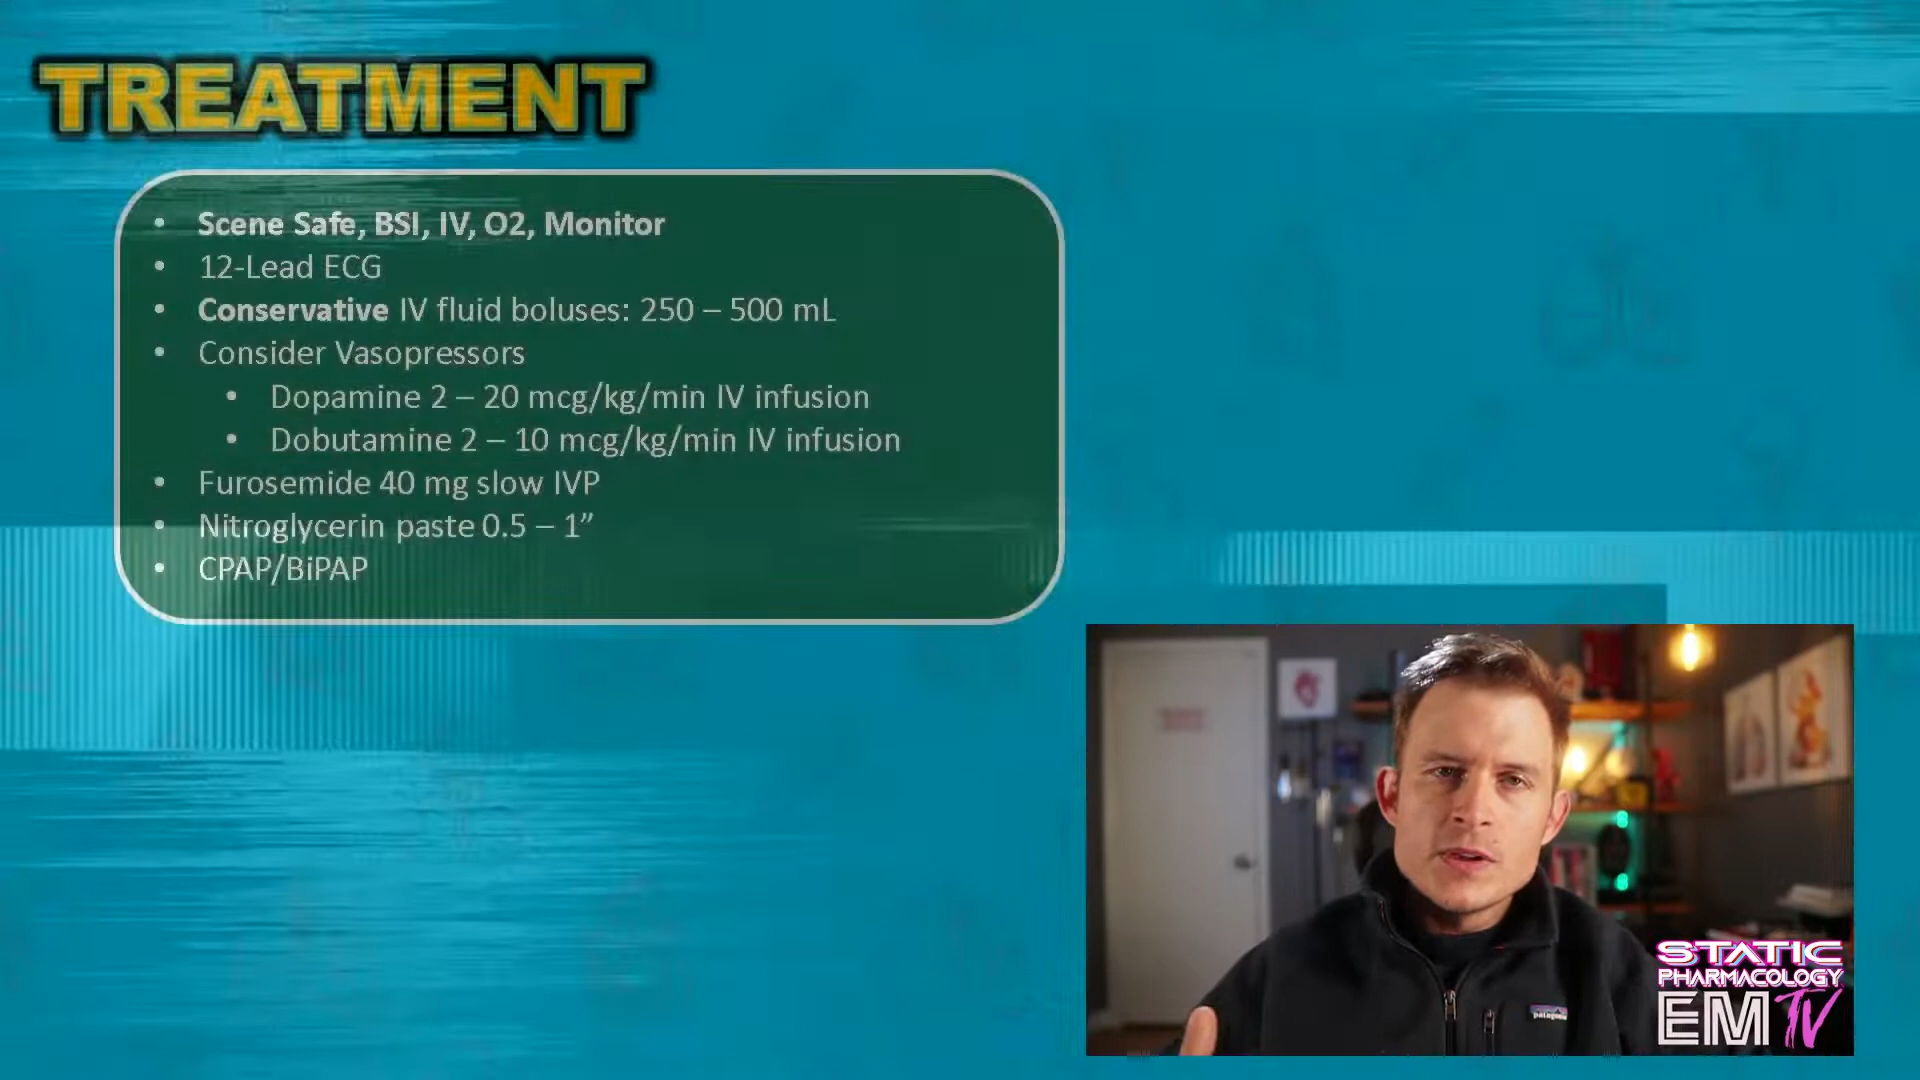 TREATMENT
• Scene Safe, BSI, IV, O2, Monitor
• 12-Lead ECG
• Conservative IV fluid boluses: 250 – 500 mL
• Consider Vasopressors
• Dopamine 2 – 20 mcg/kg/min IV infusion
• Dobutamine 2 – 10 mcg/kg/min IV infusion
• Furosemide 40 mg slow IVP
• Nitroglycerin paste 0.5 – 1”
• CPAP/BiPAP
patagonia
STATIC
PHARMACOLOGY
EM TV